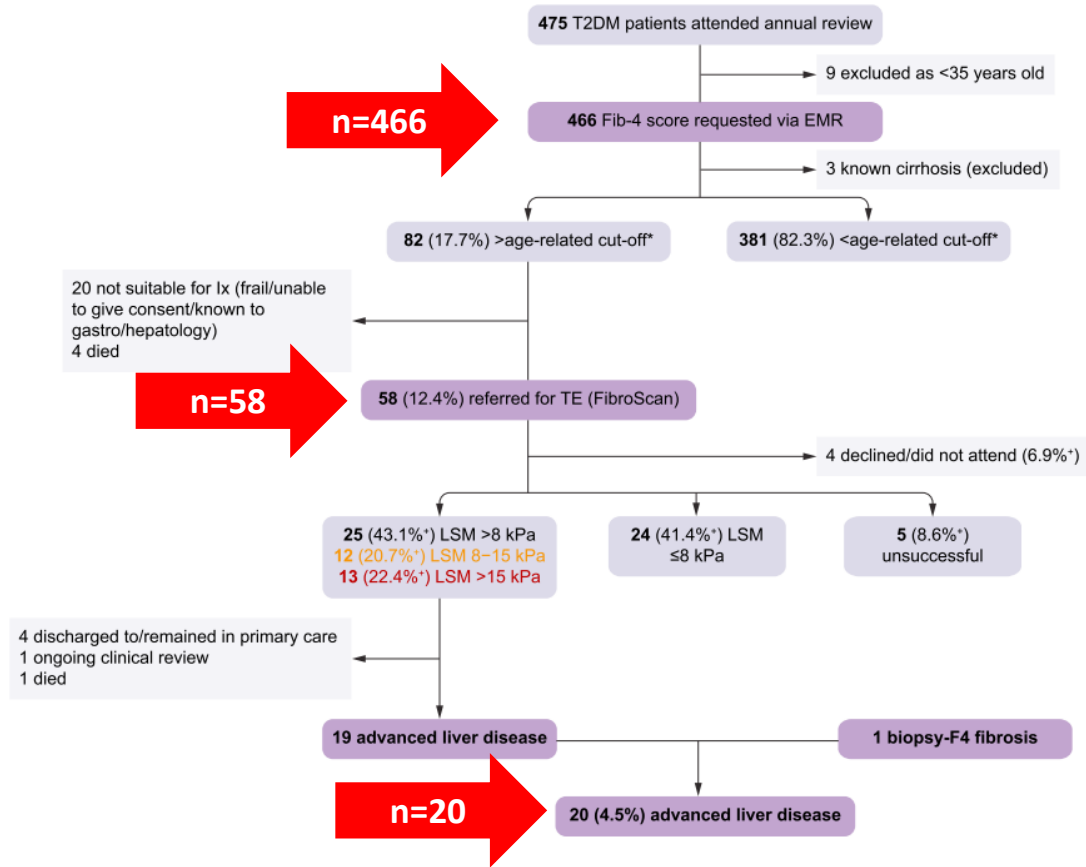 475 T2DM patients attended annual review
9 excluded as <35 years old
n=466
466 Fib-4 score requested via EMR
3 known cirrhosis (excluded)
82 (17.7%) >age-related cut-off*
381 (82.3%) <age-related cut-off*
20 not suitable for Ix (frail/unable
to give consent/known to
gastro/hepatology)
4 died
n=58
58 (12.4%) referred for TE (FibroScan)
4 declined/did not attend (6.9%⁺)
25 (43.1%⁺) LSM >8 kPa
12 (20.7%⁺) LSM 8–15 kPa
13 (22.4%⁺) LSM >15 kPa
24 (41.4%⁺) LSM
≤8 kPa
5 (8.6%⁺)
unsuccessful
4 discharged to/remained in primary care
1 ongoing clinical review
1 died
19 advanced liver disease
1 biopsy-F4 fibrosis
n=20
20 (4.5%) advanced liver disease